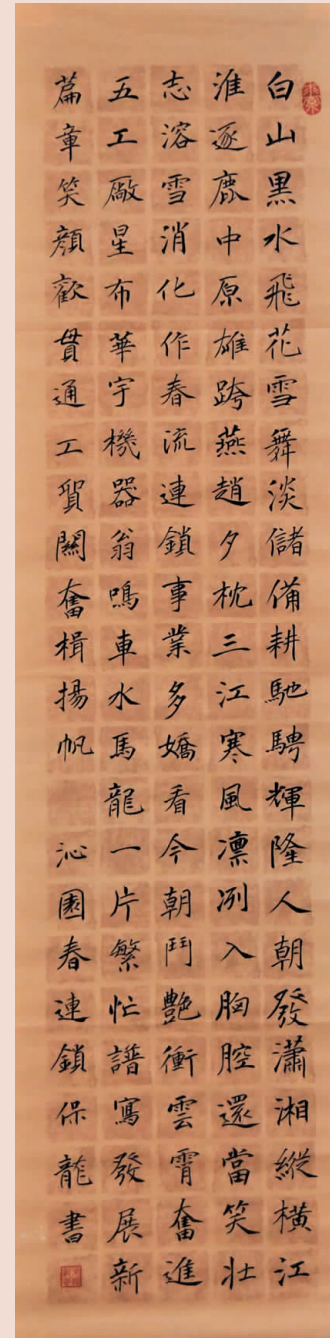 白山黑水飛花雪舞淡儲備耕馳騁輝隆人朝發瀟湘縱橫江
淮逐鹿中原雄跨燕趙夕枕三江寒風凛冽入胸腔還當笑壯
志溶雪消化作春流連鎖事業多嬌看今朝鬥艷衝雲霄奮進
五工廠星布華宇機器翁鳴車水馬龍一片繁忙譜寫發展新
篇章笑顏歡貫通工貿奮楫揚帆 沁園春連鎖保龍書